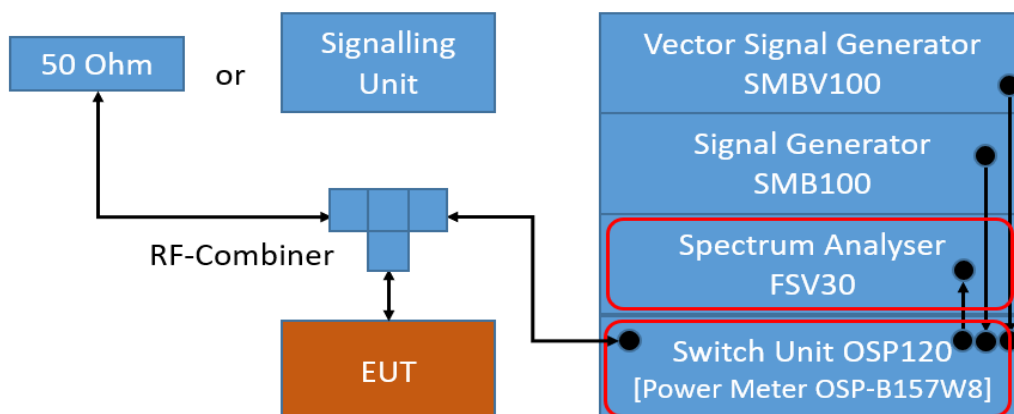 50 Ohm
or
Signalling
Unit
Vector Signal Generator
SMBV100
Signal Generator
SMB100
RF-Combiner
Spectrum Analyser
FSV30
EUT
Switch Unit OSP120
[Power Meter OSP-B157W8]